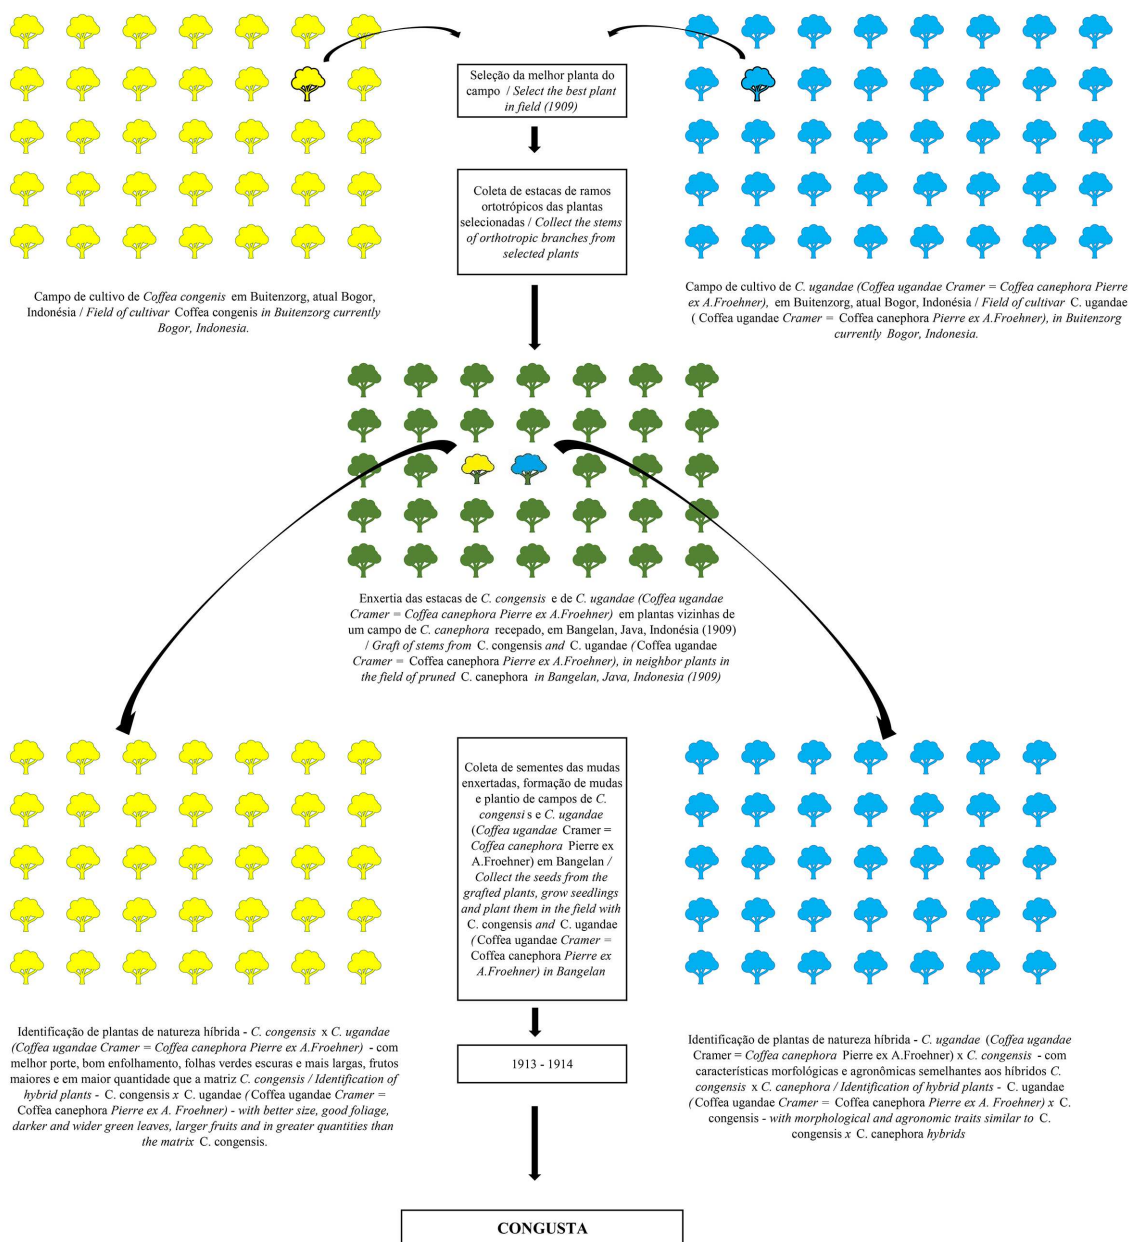 Seleção da melhor planta do
campo / Select the best plant
in field (1909)
Coleta de estacas de ramos
ortotrópicos das plantas
selecionadas / Collect the stems
of orthotropic branches from
selected plants
Campo de cultivo de Coffea congenis em Buitenzorg, atual Bogor,
Indonésia / Field of cultivar Coffea congenis in Buitenzorg currently
Bogor, Indonesia.
Campo de cultivo de C. ugandae (Coffea ugandae Cramer = Coffea canephora Pierre
ex A.Froehner), em Buitenzorg, atual Bogor, Indonésia / Field of cultivar C. ugandae
( Coffea ugandae Cramer = Coffea canephora Pierre ex A.Froehner), in Buitenzorg
currently Bogor, Indonesia.
Enxertia das estacas de C. congensis e de C. ugandae (Coffea ugandae
Cramer = Coffea canephora Pierre ex A.Froehner) em plantas vizinhas de
um campo de C. canephora recepado, em Bangelan, Java, Indonésia (1909)
/ Graft of stems from C. congensis and C. ugandae (Coffea ugandae
Cramer = Coffea canephora Pierre ex A.Froehner), in neighbor plants in
the field of pruned C. canephora in Bangelan, Java, Indonesia (1909)
Coleta de sementes das mudas
enxertadas, formação de mudas
e plantio de campos de C.
congensi s e C. ugandae
(Coffea ugandae Cramer =
Coffea canephora Pierre ex
A.Froehner) em Bangelan /
Collect the seeds from the
grafted plants, grow seedlings
and plant them in the field with
C. congensis and C. ugandae
(Coffea ugandae Cramer =
Coffea canephora Pierre ex
A.Froehner) in Bangelan
Identificação de plantas de natureza híbrida - C. congensis x C. ugandae
(Coffea ugandae Cramer = Coffea canephora Pierre ex A.Froehner) - com
melhor porte, bom enfolhamento, folhas verdes escuras e mais largas, frutos
maiores e em maior quantidade que a matriz C. congensis / Identification of
hybrid plants - C. congensis x C. ugandae (Coffea ugandae Cramer =
Coffea canephora Pierre ex A. Froehner) - with better size, good foliage,
darker and wider green leaves, larger fruits and in greater quantities than
the matrix C. congensis.
1913 - 1914
Identificação de plantas de natureza híbrida - C. ugandae (Coffea ugandae
Cramer = Coffea canephora Pierre ex A.Froehner) x C. congensis - com
características morfológicas e agronômicas semelhantes aos híbridos C.
congensis x C. canephora / Identification of hybrid plants - C. ugandae
(Coffea ugandae Cramer = Coffea canephora Pierre ex A. Froehner) x C.
congensis - with morphological and agronomic traits similar to C.
congensis x C. canephora hybrids
CONGUSTA